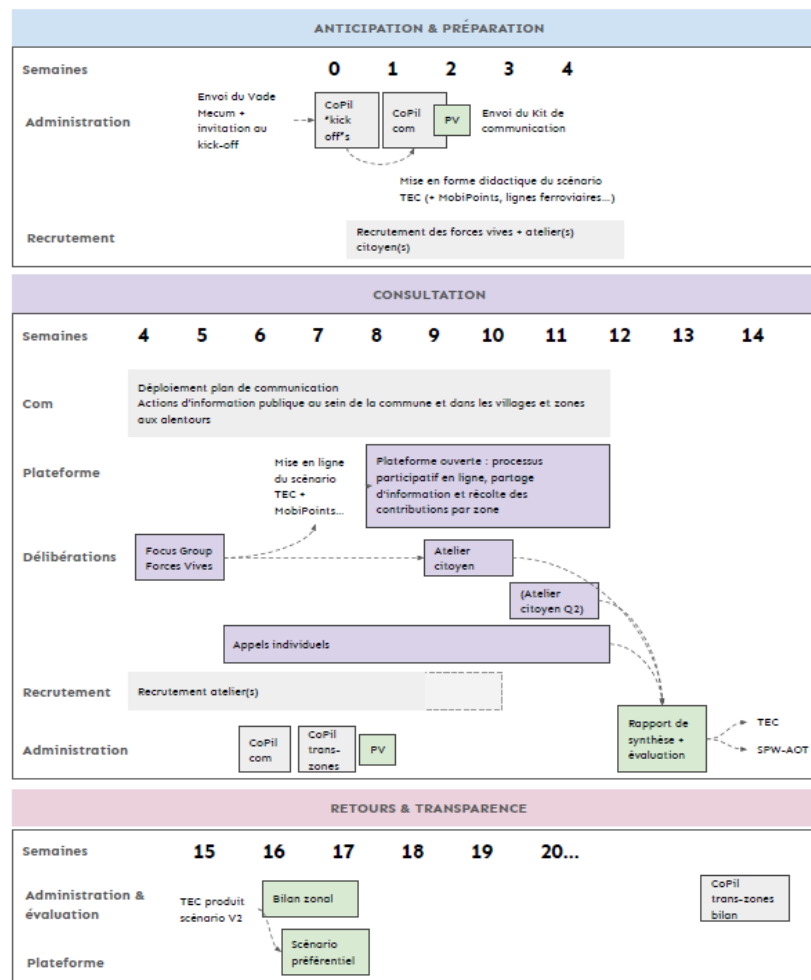 ANTICIPATION & PRÉPARATION
Semaines 0 1 2 3 4
Administration
Envoi du Vade
Mecum +
invitation au
kick-off
CoPil
"kick
off"s
CoPil
com
PV
Envoi du Kit de
communication
Mise en forme didactique du scénario
TEC (+ MobiPoints, lignes ferroviaires...)
Recrutement
Recrutement des forces vives + atelier(s)
citoyen(s)
CONSULTATION
Semaines 4 5 6 7 8 9 10 11 12 13 14
Com
Déploiement plan de communication
Actions d'information publique au sein de la commune et dans les villages et zones
aux alentours
Plateforme
Mise en ligne
du scénario
TEC +
MobiPoints...
Plateforme ouverte : processus
participatif en ligne, partage
d'information et récolte des
contributions par zone
Délibérations
Focus Group
Forces Vives
Atelier
citoyen
(Atelier
citoyen Q2)
Appels individuels
Recrutement
Recrutement atelier(s)
Administration
CoPil
com
CoPil
trans-
zones
PV
Rapport de
synthèse +
évaluation
TEC
SPW-AOT
RETOURS & TRANSPARENCE
Semaines 15 16 17 18 19 20...
Administration &
évaluation
TEC produit
scénario V2
Bilan zonal
CoPil
trans-zones
bilan
Plateforme
Scénario
préférentiel